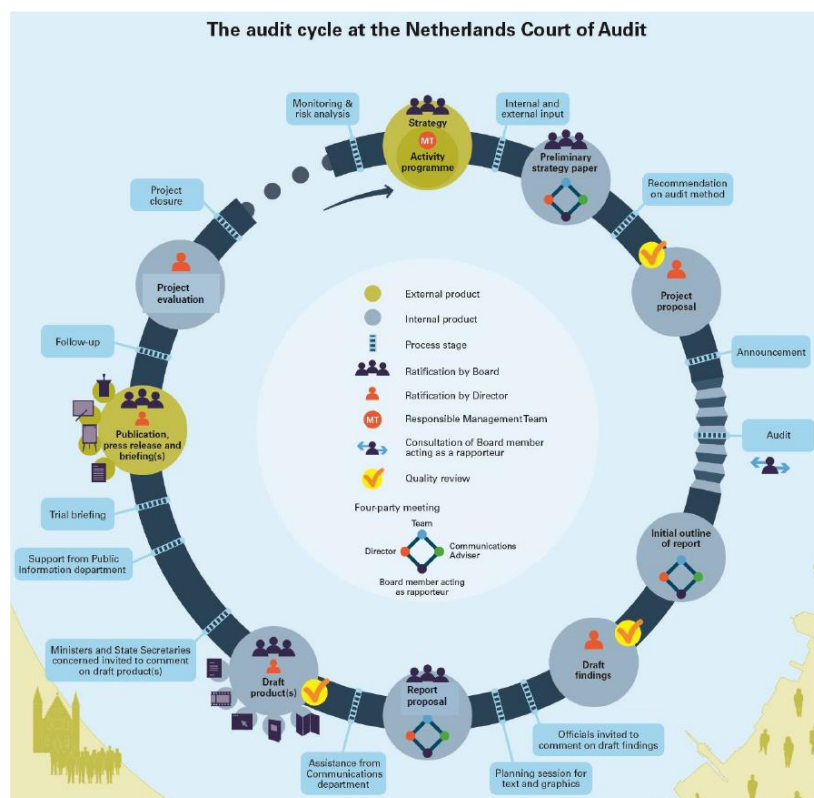 The audit cycle at the Netherlands Court of Audit
Monitoring &
risk analysis
Strategy
MT
Activity
programme
Internal and
external input
Preliminary
strategy paper
Recommendation
on audit method
Project
proposal
Announcement
Audit
Initial outline
of report
Draft
findings
Officials invited to
comment on draft findings
Planning session for
text and graphics
Report
proposal
Assistance from
Communications
department
Draft
product(s)
Ministers and State Secretaries
concerned invited to comment
on draft product(s)
Support from Public
Information department
Trial briefing
Publication,
press release and
briefing(s)
Follow-up
Project
evaluation
Project
closure
External product
Internal product
Process stage
Ratification by Board
Ratification by Director
MT
Responsible Management Team
Consultation of Board member
acting as a rapporteur
Quality review
Four-party meeting
Team
Director
Communications
Adviser
Board member acting
as rapporteur